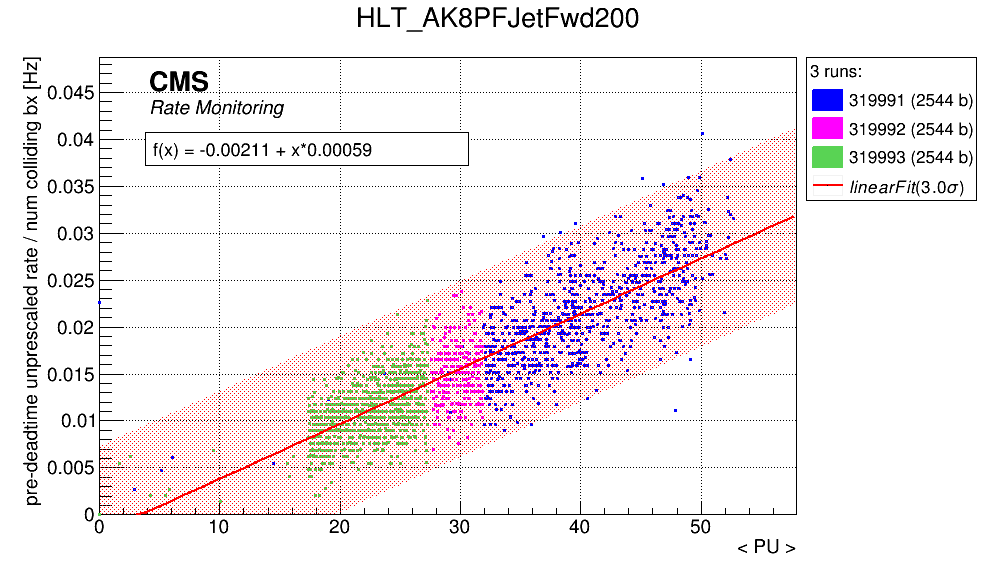 HLT_AK8PFJetFwd200
pre-deadtime unprescaled rate / num colliding bx [Hz]
CMS
Rate Monitoring
f(x) = -0.00211 + x*0.00059
0.045
0.04
0.035
0.03
0.025
0.02
0.015
0.01
0.005
0
0 10 20 30 40 50
< PU >
3 runs:
319991 (2544 b)
319992 (2544 b)
319993 (2544 b)
linearFit(3.0σ)